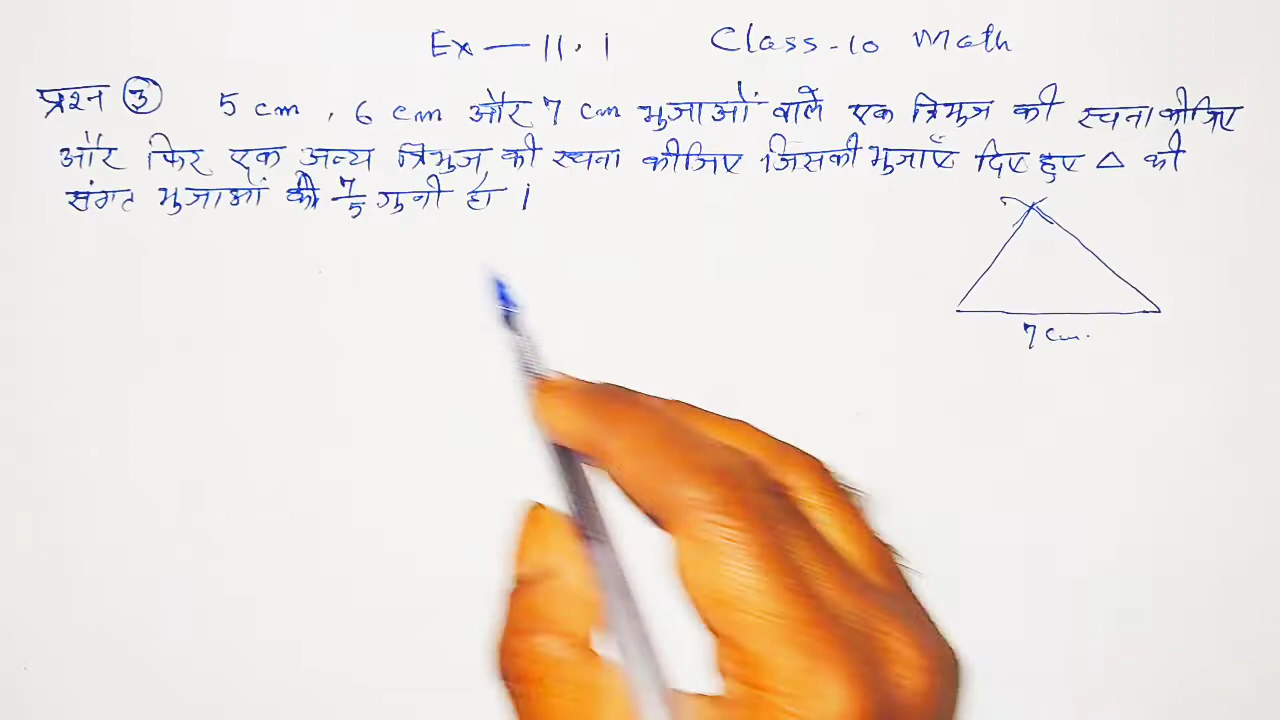 Ex — 11.1 Class-10 Math
प्रश्न ③ 5 cm , 6 cm और 7 cm भुजाओं वाले एक त्रिभुज की रचना कीजिए
और फिर एक अन्य त्रिभुज की रचना कीजिए जिसकी भुजाएँ दिए हुए △ की
संगत भुजाओं की 7/5 गुनी हों ।
7 cm.